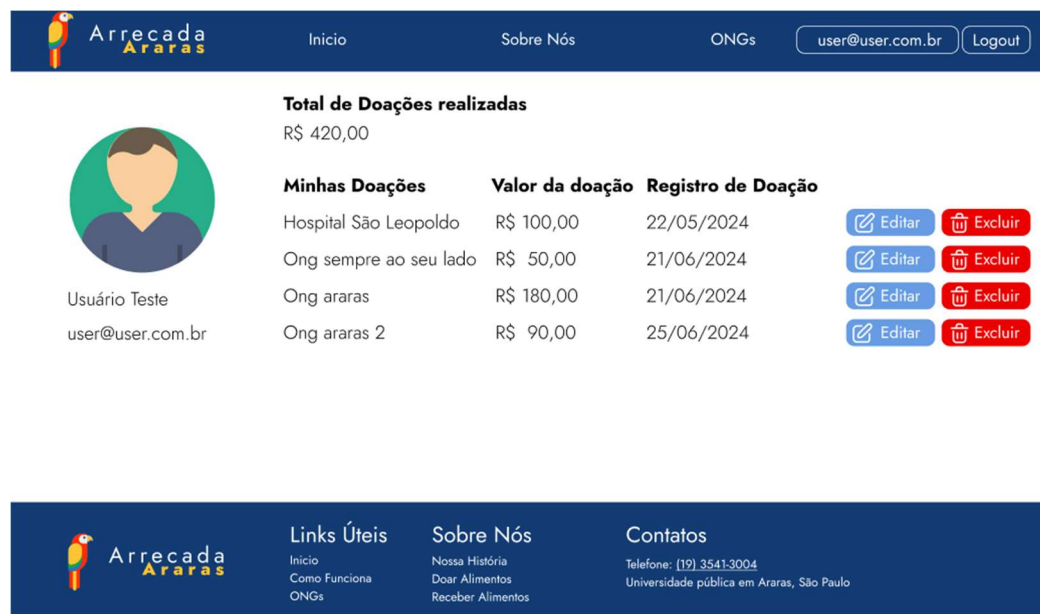 Arrecada
Araras
Inicio
Sobre Nós
ONGs
user@user.com.br
Logout
Total de Doações realizadas
R$ 420,00
Minhas Doações Valor da doação Registro de Doação
Hospital São Leopoldo R$ 100,00 22/05/2024 Editar Excluir
Ong sempre ao seu lado R$ 50,00 21/06/2024 Editar Excluir
Ong araras R$ 180,00 21/06/2024 Editar Excluir
Ong araras 2 R$ 90,00 25/06/2024 Editar Excluir
Usuário Teste
user@user.com.br
Arrecada
Araras
Links Úteis
Inicio
Como Funciona
ONGs
Sobre Nós
Nossa História
Doar Alimentos
Receber Alimentos
Contatos
Telefone: (19) 3541-3004
Universidade pública em Araras, São Paulo